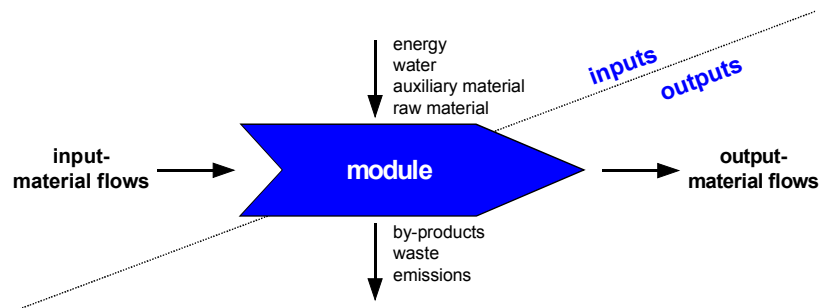 energy
water
auxiliary material
raw material
inputs
outputs
input-
material flows
module
output-
material flows
by-products
waste
emissions